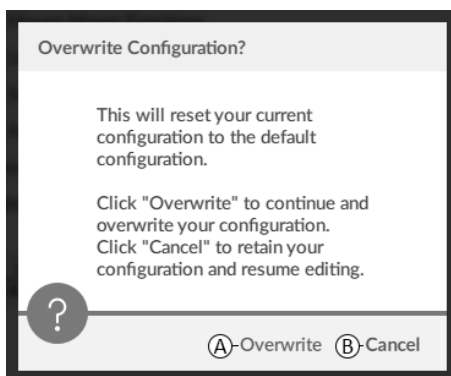 Overwrite Configuration?
This will reset your current
configuration to the default
configuration.
Click "Overwrite" to continue and
overwrite your configuration.
Click "Cancel" to retain your
configuration and resume editing.
?
A-Overwrite B-Cancel